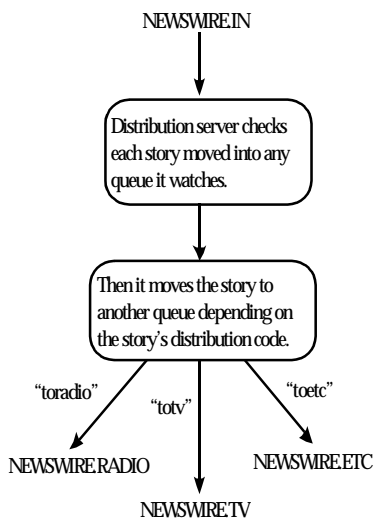 NEWSWIRE.IN
Distribution server checks
each story moved into any
queue it watches.
Then it moves the story to
another queue depending on
the story’s distribution code.
“toradio”
“totv”
“toetc”
NEWSWIRE.RADIO
NEWSWIRE.ETC
NEWSWIRE.TV